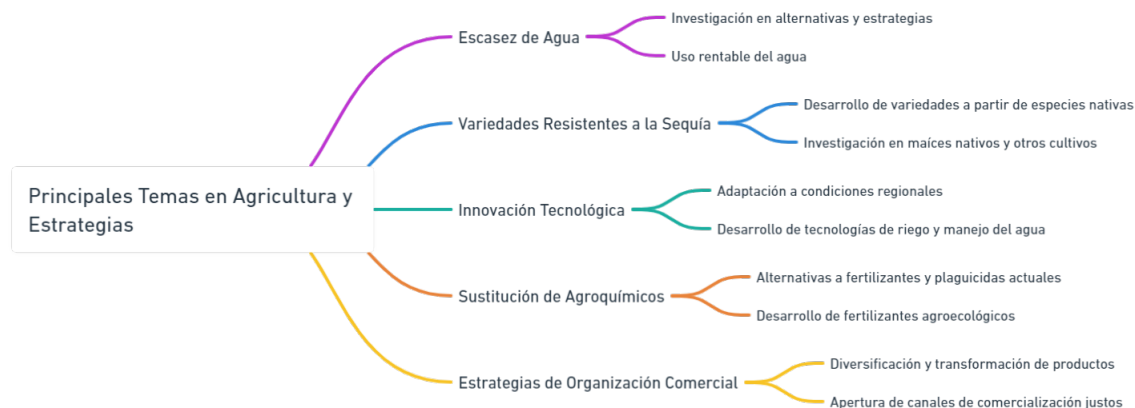 Principales Temas en Agricultura y
Estrategias
Escasez de Agua
Investigación en alternativas y estrategias
Uso rentable del agua
Variedades Resistentes a la Sequía
Desarrollo de variedades a partir de especies nativas
Investigación en maíces nativos y otros cultivos
Innovación Tecnológica
Adaptación a condiciones regionales
Desarrollo de tecnologías de riego y manejo del agua
Sustitución de Agroquímicos
Alternativas a fertilizantes y plaguicidas actuales
Desarrollo de fertilizantes agroecológicos
Estrategias de Organización Comercial
Diversificación y transformación de productos
Apertura de canales de comercialización justos